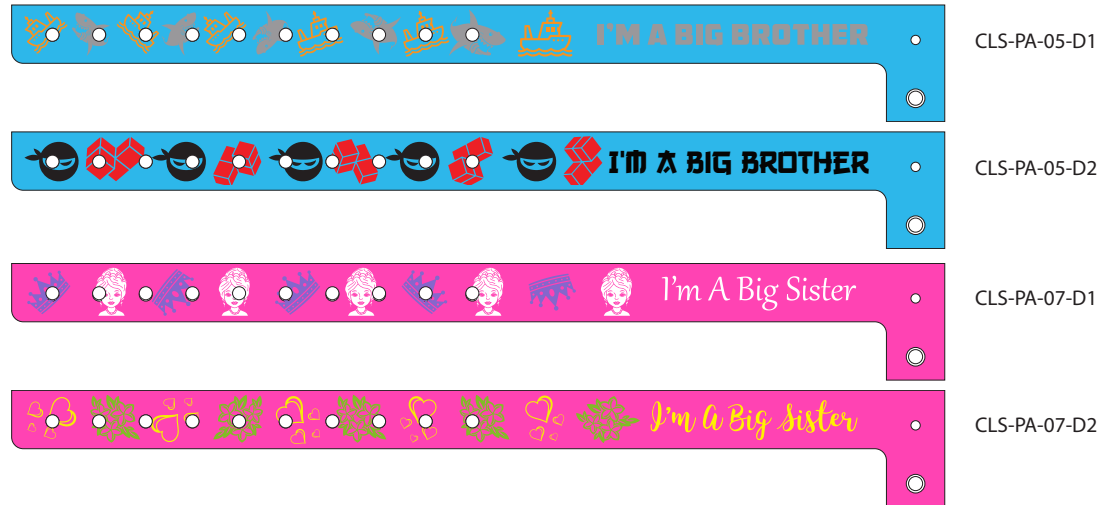 I'M A BIG BROTHER
CLS-PA-05-D1
I'M A BIG BROTHER
CLS-PA-05-D2
I'm A Big Sister
CLS-PA-07-D1
I'm A Big Sister
CLS-PA-07-D2